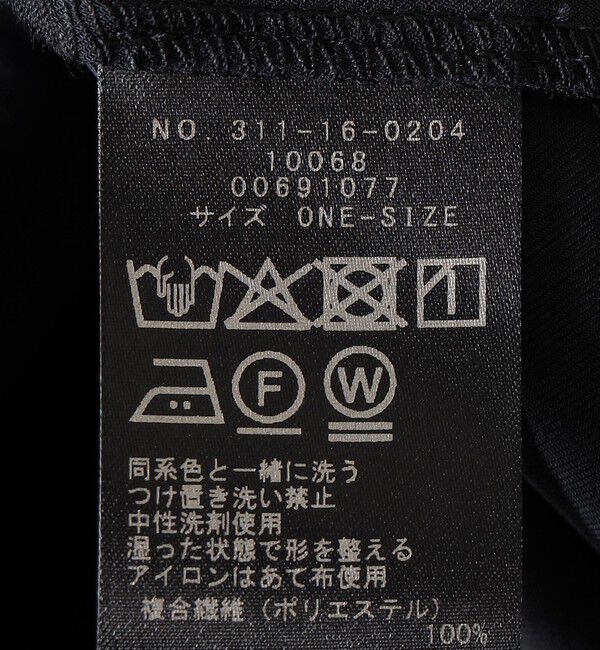 NO. 311-16-0204
10068
00691077
サイズ ONE-SIZE
F W
同系色と一緒に洗う
つけ置き洗い禁止
中性洗剤使用
湿った状態で形を整える
アイロンはあて布使用
複合繊維(ポリエステル)
100%